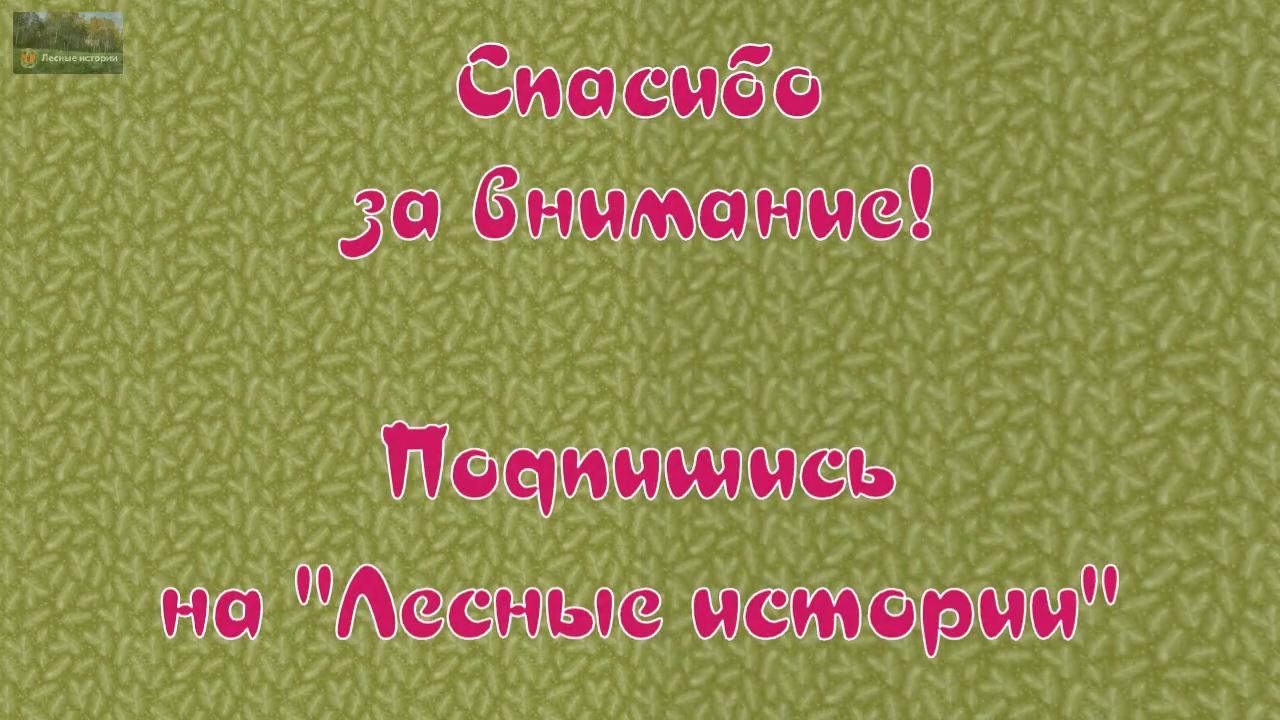 Лесные истории
Спасибо
за внимание!
Подпишись
на "Лесные истории"